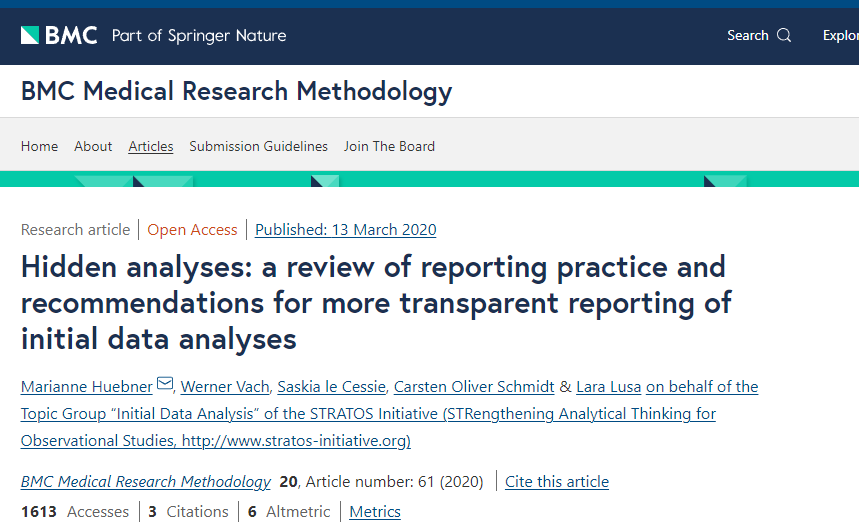 BMC Part of Springer Nature
Search Explor
BMC Medical Research Methodology
Home About Articles Submission Guidelines Join The Board
Research article | Open Access | Published: 13 March 2020
Hidden analyses: a review of reporting practice and
recommendations for more transparent reporting of
initial data analyses
Marianne Huebner, Werner Vach, Saskia le Cessie, Carsten Oliver Schmidt & Lara Lusa on behalf of the
Topic Group “Initial Data Analysis” of the STRATOS Initiative (STRengthening Analytical Thinking for
Observational Studies, http://www.stratos-initiative.org)
BMC Medical Research Methodology 20, Article number: 61 (2020) | Cite this article
1613 Accesses | 3 Citations | 6 Altmetric | Metrics